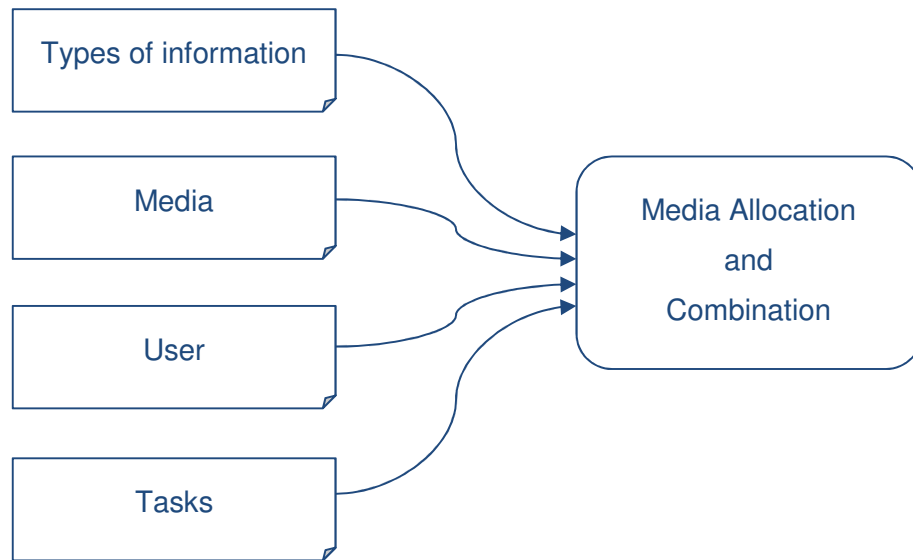 Types of information
Media
User
Tasks
Media Allocation
and
Combination